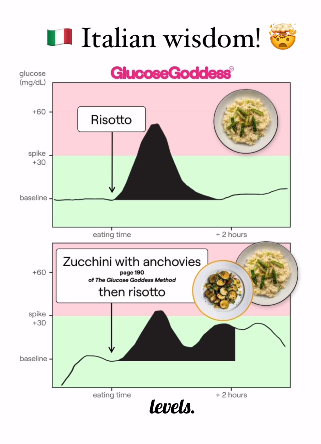 🇮🇹 Italian wisdom! 🤯
GlucoseGoddess®
glucose
(mg/dL)
+60
Risotto
spike
+30
baseline
eating time
+ 2 hours
Zucchini with anchovies
page 190
of The Glucose Goddess Method
then risotto
+60
spike
+30
baseline
eating time
+ 2 hours
levels.